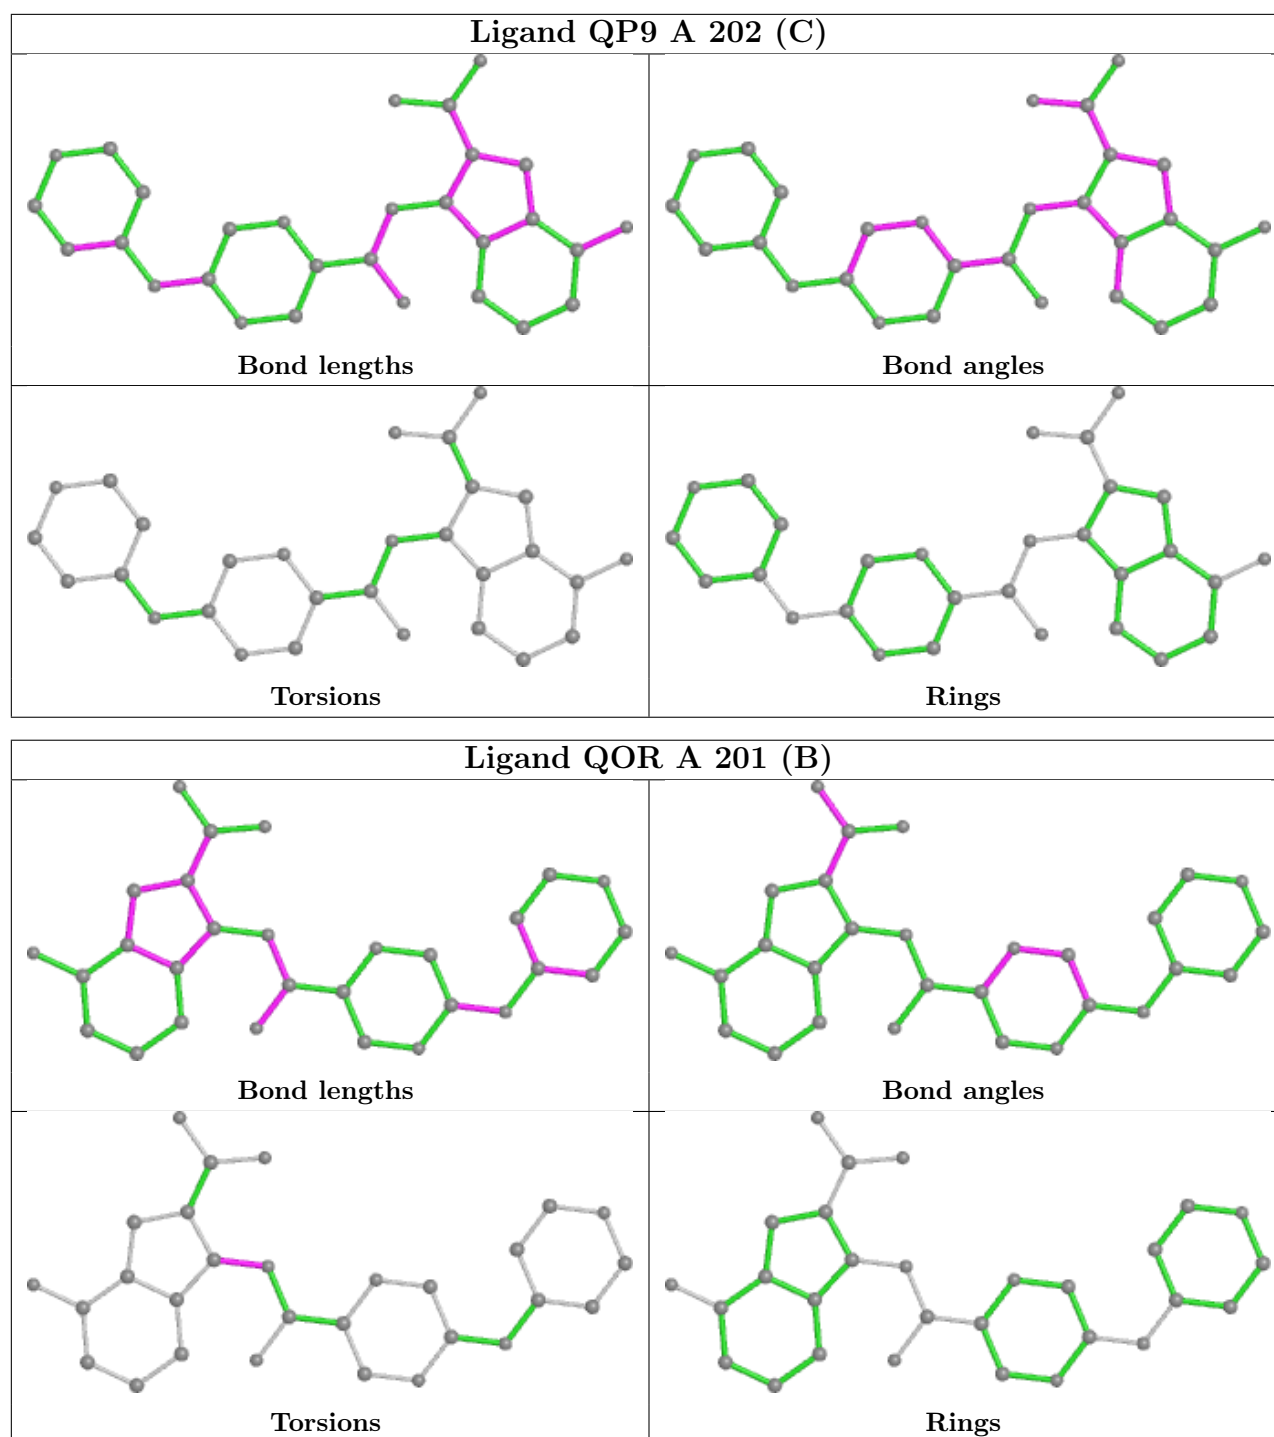 Ligand QP9 A 202 (C)
Bond lengths
Bond angles
Torsions
Rings
Ligand QOR A 201 (B)
Bond lengths
Bond angles
Torsions
Rings